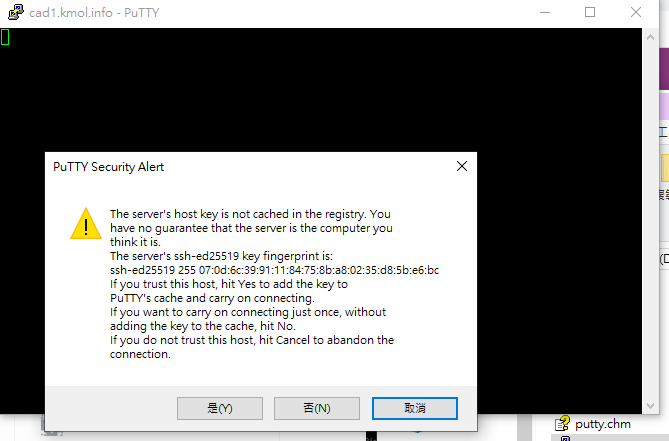 cad1.kmol.info - PuTTY
工
PuTTY Security Alert
The server's host key is not cached in the registry. You
have no guarantee that the server is the computer you
think it is.
The server's ssh-ed25519 key fingerprint is:
ssh-ed25519 255 07:0d:6c:39:91:11:84:75:8b:a8:02:35:d8:5b:e6:bc
If you trust this host, hit Yes to add the key to
PuTTY's cache and carry on connecting.
If you want to carry on connecting just once, without
adding the key to the cache, hit No.
If you do not trust this host, hit Cancel to abandon the
connection.
(D
是(Y)
否(N)
取消
putty.chm